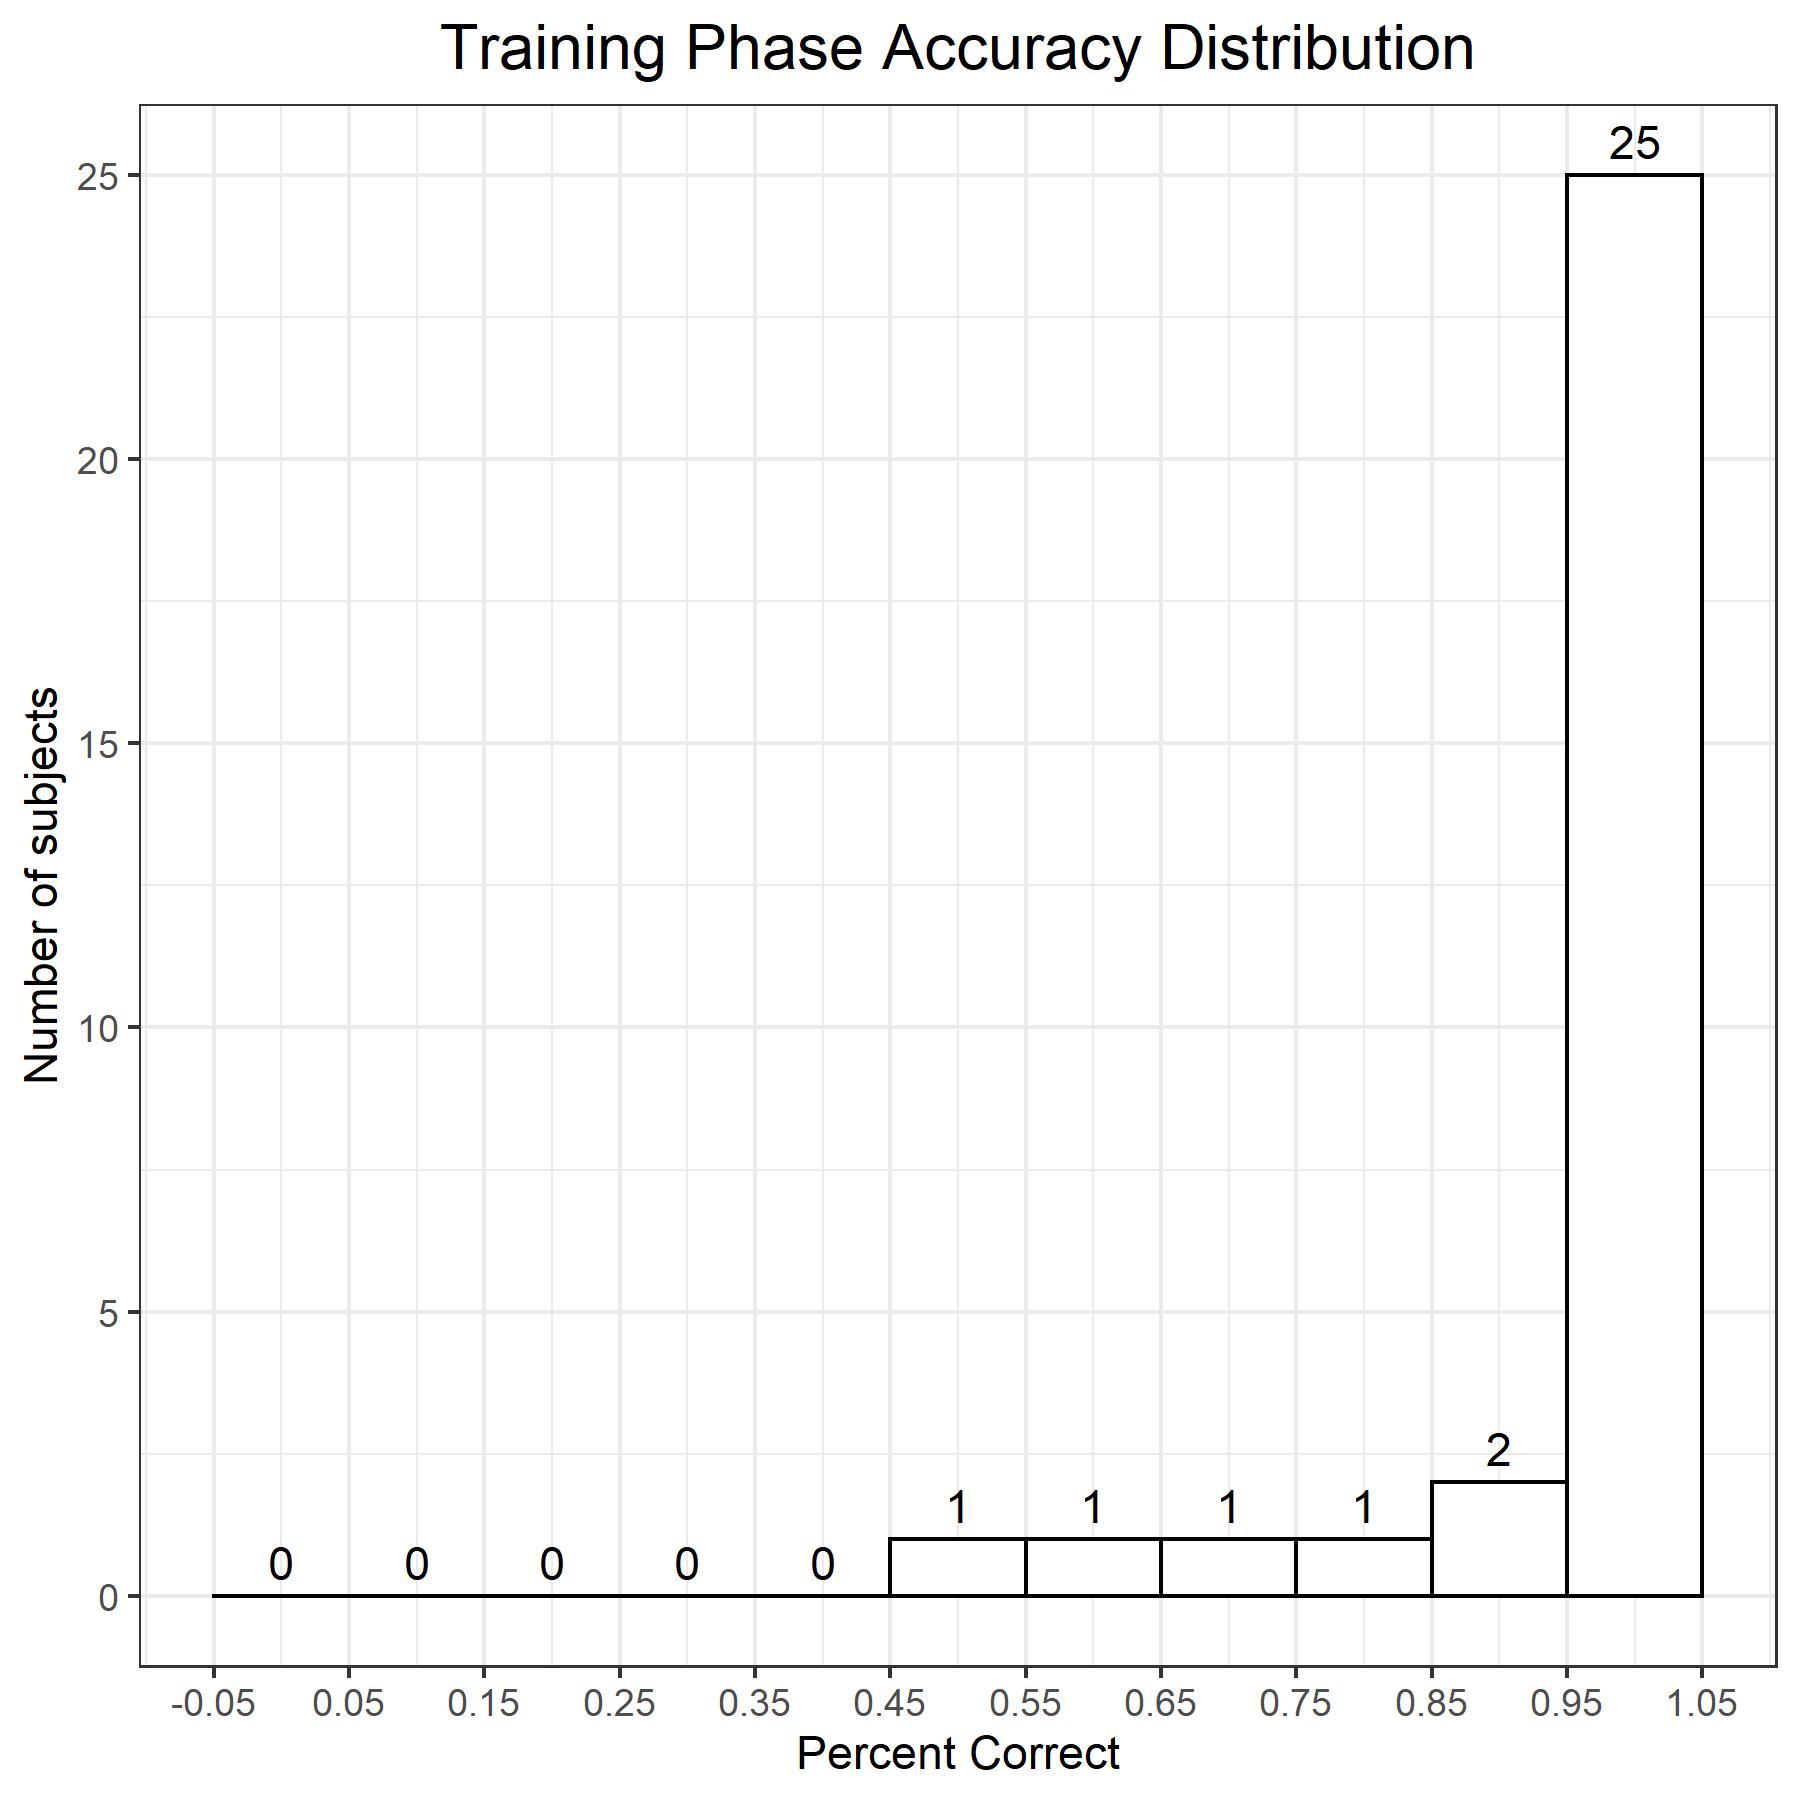 Training Phase Accuracy Distribution
25
25
20
15
10
5
0
0 0 0 0 0 1 1 1 1 2
Number of subjects
-0.05 0.05 0.15 0.25 0.35 0.45 0.55 0.65 0.75 0.85 0.95 1.05
Percent Correct